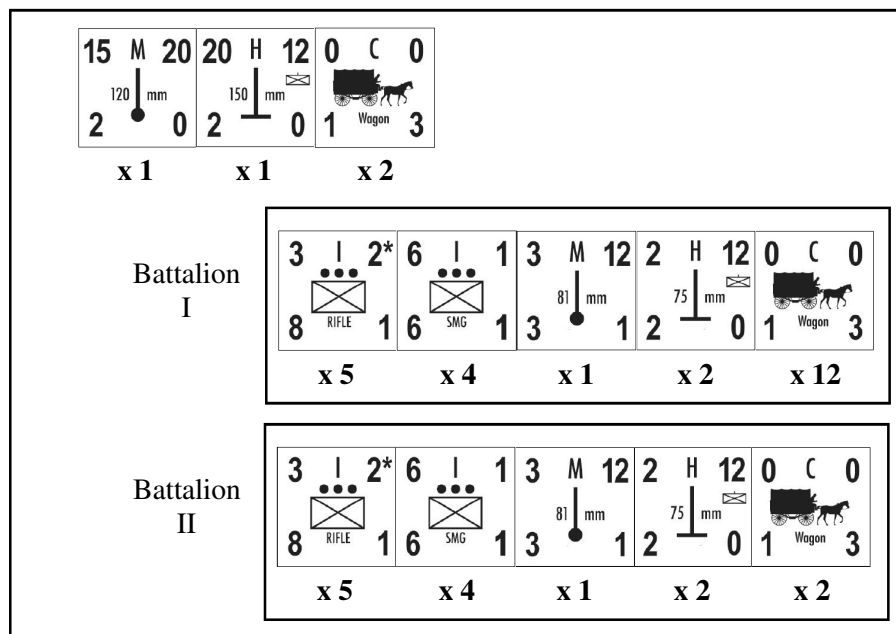 15 M 20 20 H 12 0 C 0
120 mm 150 mm
2 0 2 0 1 Wagon 3
x 1 x 1 x 2
Battalion
I
3 I 2* 6 I 1 3 M 12 2 H 12 0 C 0
81 mm 75 mm
8 RIFLE 1 6 SMG 1 3 1 2 0 1 Wagon 3
x 5 x 4 x 1 x 2 x 12
Battalion
II
3 I 2* 6 I 1 3 M 12 2 H 12 0 C 0
81 mm 75 mm
8 RIFLE 1 6 SMG 1 3 1 2 0 1 Wagon 3
x 5 x 4 x 1 x 2 x 2